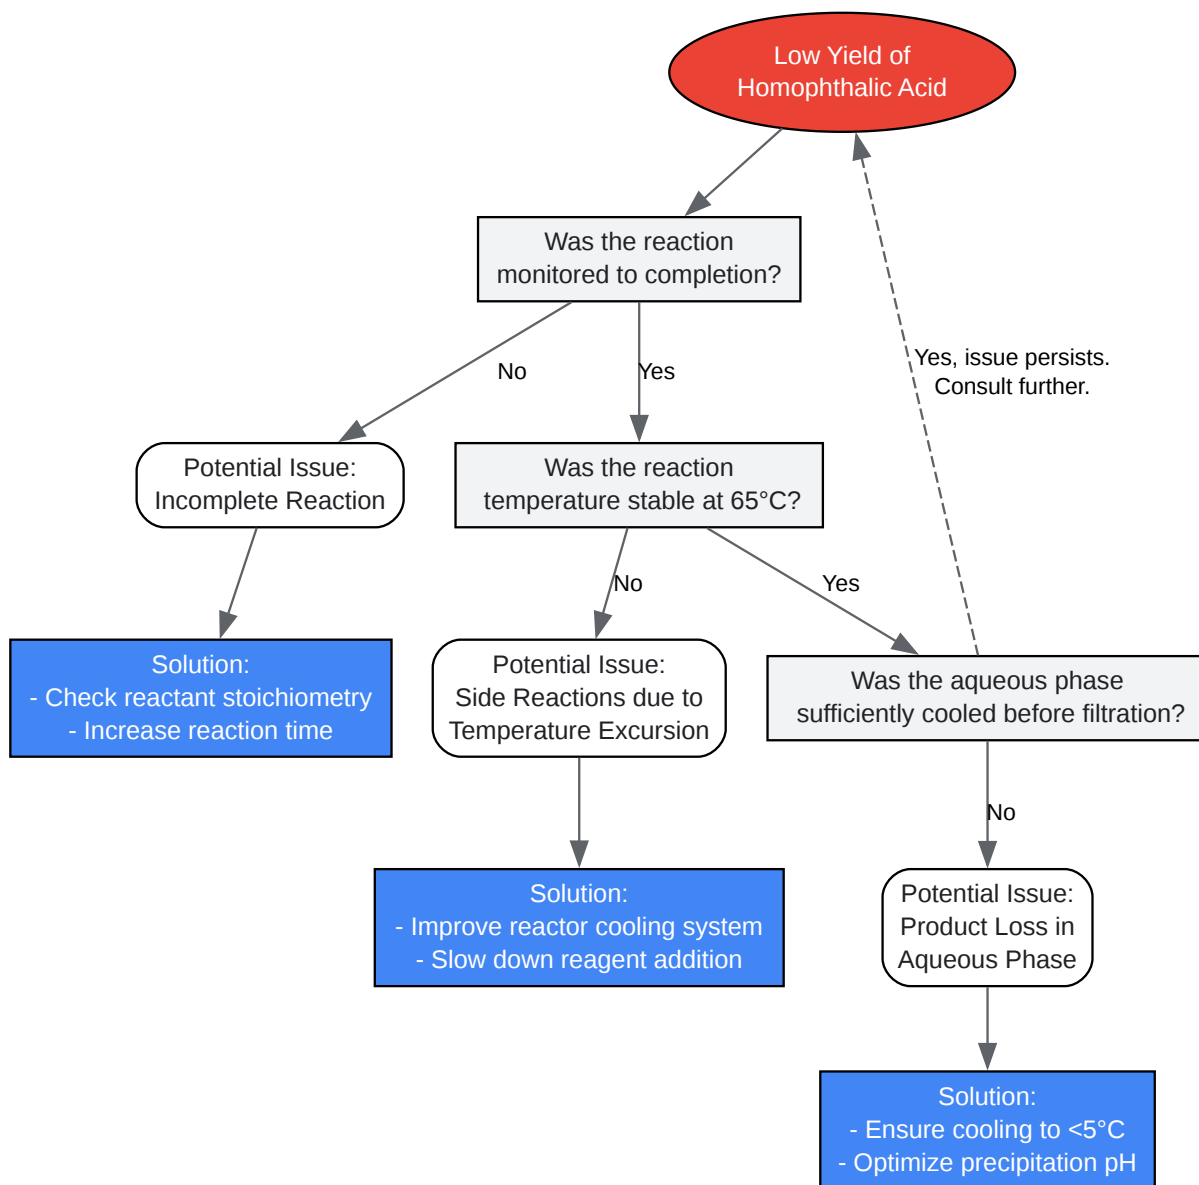 Low Yield of
Homophthalic Acid
Was the reaction
monitored to completion?
No
Yes
Yes, issue persists.
Consult further.
Potential Issue:
Incomplete Reaction
Was the reaction
temperature stable at 65°C?
No
Yes
Solution:
- Check reactant stoichiometry
- Increase reaction time
Potential Issue:
Side Reactions due to
Temperature Excursion
Was the aqueous phase
sufficiently cooled before filtration?
No
Solution:
- Improve reactor cooling system
- Slow down reagent addition
Potential Issue:
Product Loss in
Aqueous Phase
Solution:
- Ensure cooling to <5°C
- Optimize precipitation pH